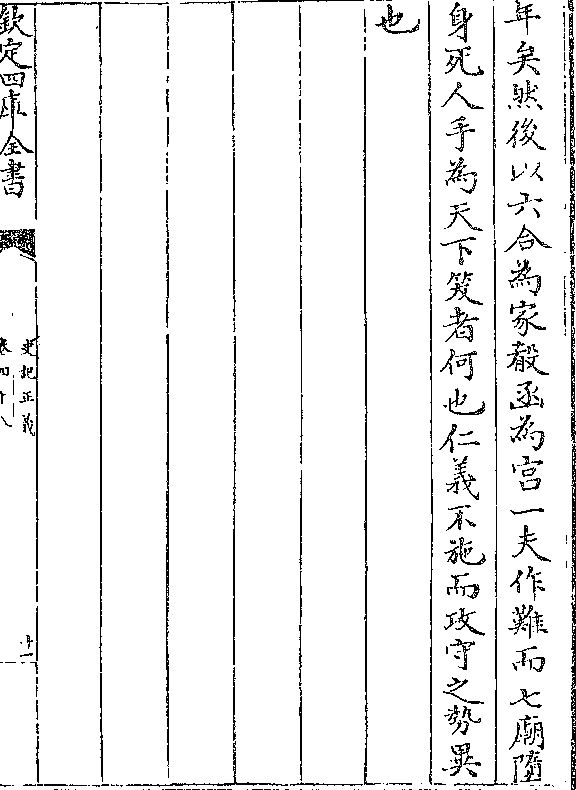 年矣然後以六合為家殽函為宫一夫作難而七廟隳
身死人手為天下笑者何也仁義不施而攻守之勢異
也
欽定四庫全書
史記正義
卷四十八
十一